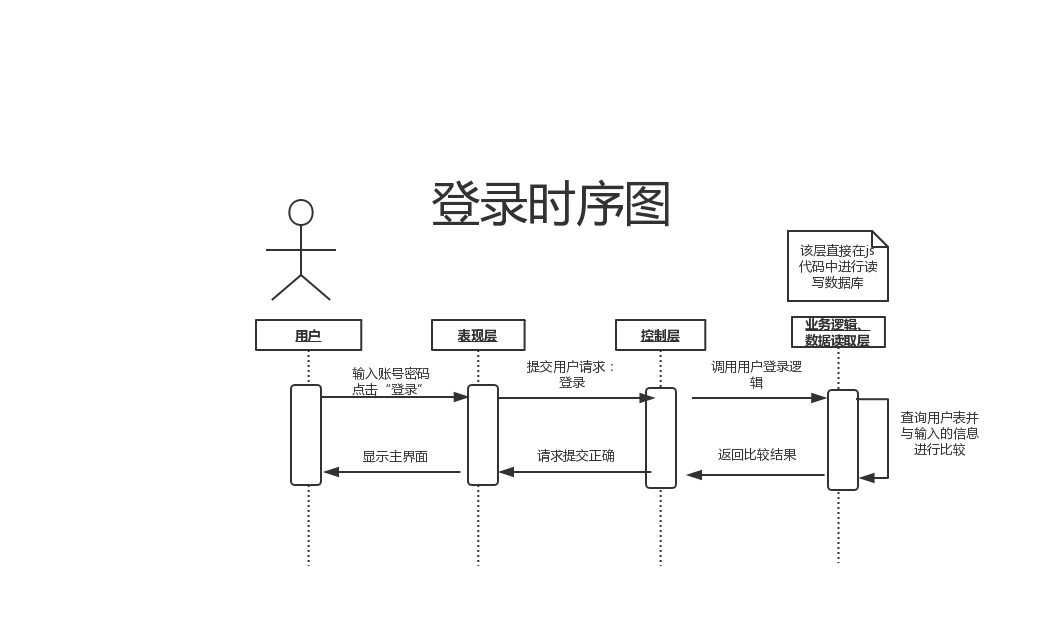 登录时序图
该层直接在js
代码中进行读
写数据库
用户
表现层
控制层
业务逻辑、
数据读取层
输入账号密码
点击“登录”
提交用户请求：
登录
调用用户登录逻
辑
查询用户表并
与输入的信息
进行比较
显示主界面
请求提交正确
返回比较结果